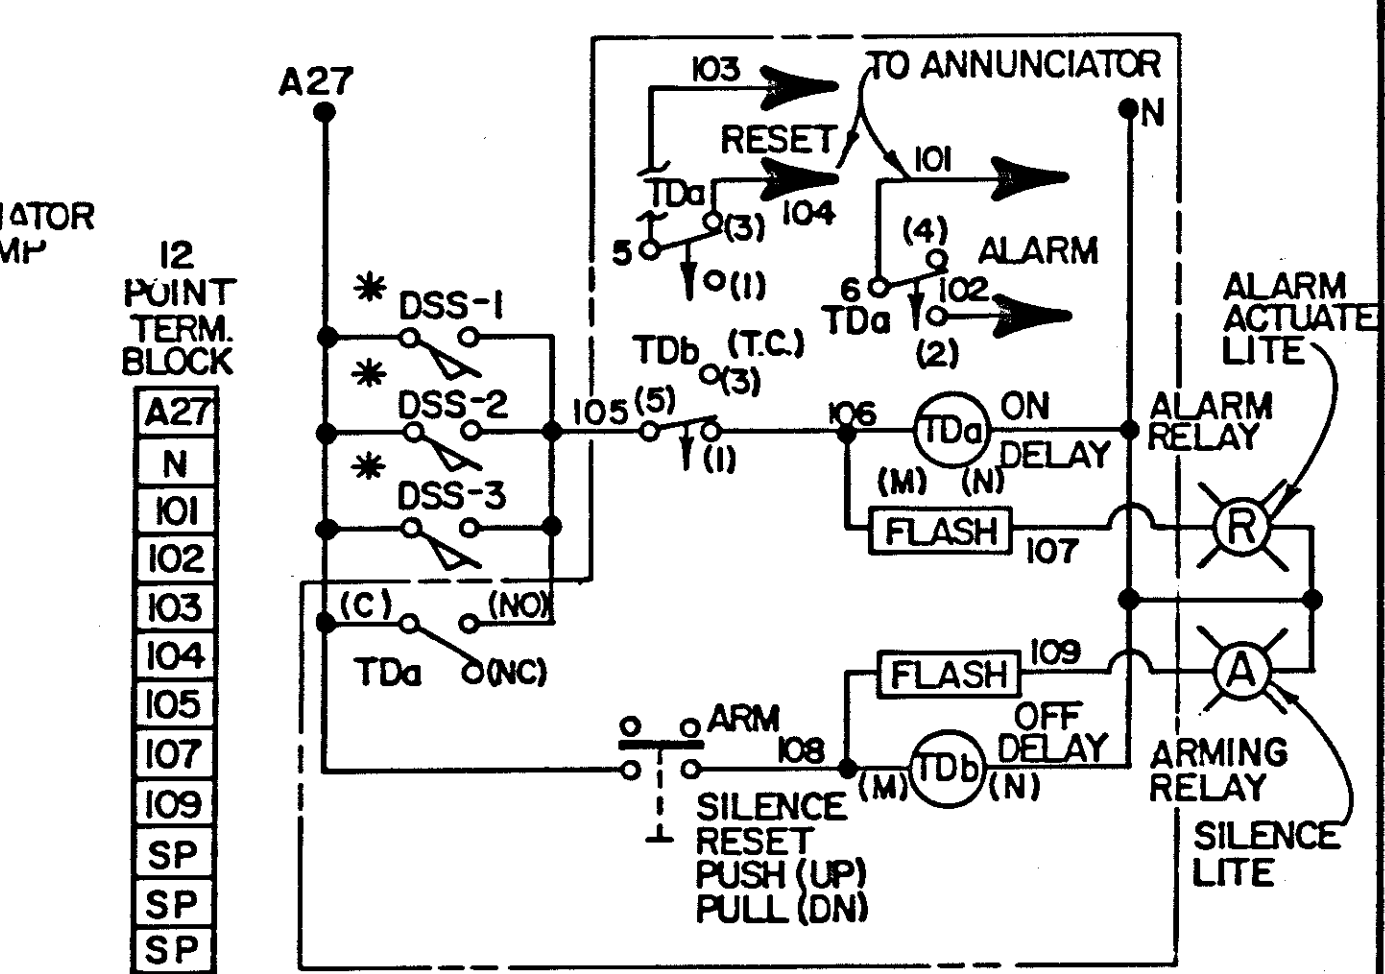 A27
103
TO ANNUNCIATOR
N
RESET
101
TDa
104
(3)
(4)
ALARM
5
(1)
6
102
TDa
(2)
12
POINT
TERM.
BLOCK
A27
N
101
102
103
104
105
107
109
SP
SP
SP
* DSS-1
* DSS-2
* DSS-3
TDb (T.C.)
(3)
105 (5)
(1)
106
TDa
ON
DELAY
(M) (N)
ALARM
RELAY
ALARM
ACTUATE
LITE
FLASH
107
R
(C) (NO)
TDa (NC)
FLASH
109
A
ARM
108
OFF
DELAY
TDb
(M) (N)
ARMING
RELAY
SILENCE
RESET
PUSH (UP)
PULL (DN)
SILENCE
LITE